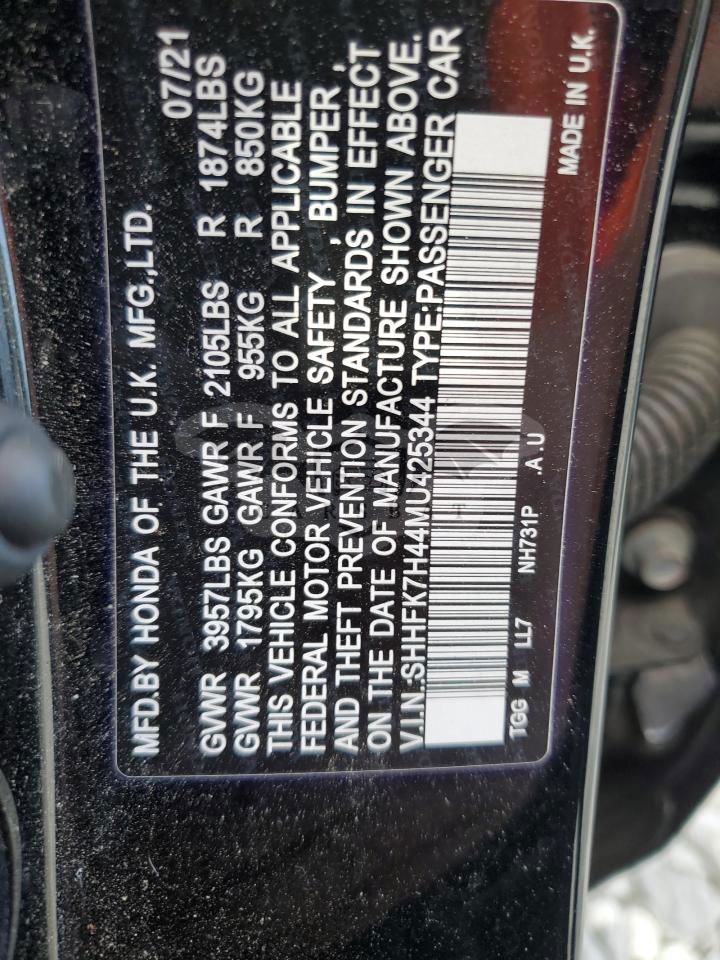 MFD.BY HONDA OF THE U.K. MFG.,LTD. 07/21
GVWR 3957LBS GAWR F 2105LBS R 1874LBS
GVWR 1795KG GAWR F 955KG R 850KG
THIS VEHICLE CONFORMS TO ALL APPLICABLE
FEDERAL MOTOR VEHICLE SAFETY , BUMPER ,
AND THEFT PREVENTION STANDARDS IN EFFECT
ON THE DATE OF MANUFACTURE SHOWN ABOVE.
V.I.N.:SHHFK7H44MU425344 TYPE:PASSENGER CAR
TGG M LL7 NH731P .A.U
MADE IN U.K.